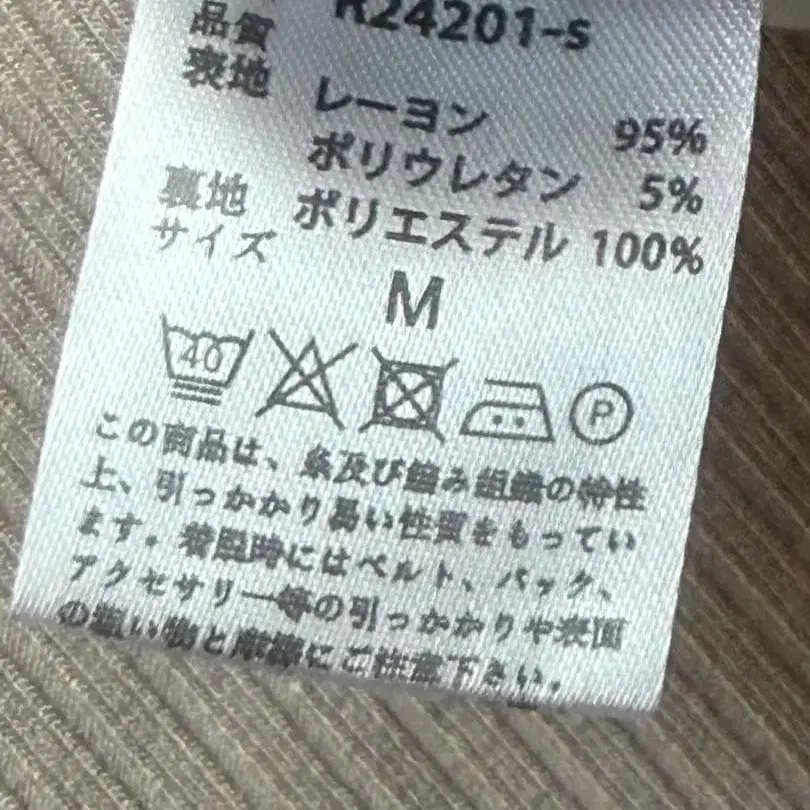 R24201-s
品質
表地 レーヨン 95%
ポリウレタン 5%
裏地 ポリエステル 100%
サイズ
M
40
P
この商品は、糸及び編み組織の特性
上、引っかかり易い性質をもってい
ます。着脱時にはベルト、バック、
アクセサリー等の引っかかりや表面
の粗い物と摩擦にご注意下さい。